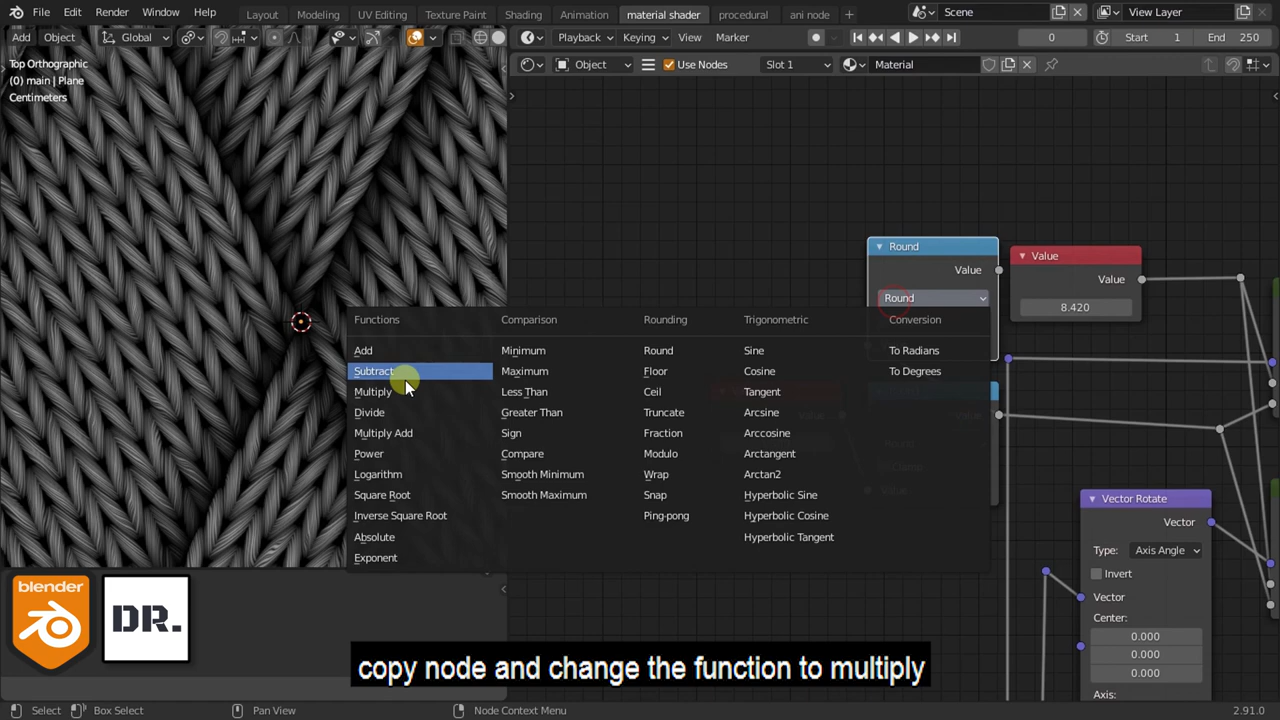 File Edit Render Window Help Layout Modeling UV Editing Texture Paint Shading Animation material shader procedural ani node + Scene View Layer
Add Object Global Playback Keying View Marker 0 Start 1 End 250
Object Use Nodes Slot 1 Material
Top Orthographic
(0) main | Plane
Centimeters
Round
Value
Round
Value
Value
8.420
Functions
Add
Subtract
Multiply
Divide
Multiply Add
Power
Logarithm
Square Root
Inverse Square Root
Absolute
Exponent
Comparison
Minimum
Maximum
Less Than
Greater Than
Sign
Compare
Smooth Minimum
Smooth Maximum
Rounding
Round
Floor
Ceil
Truncate
Fraction
Modulo
Wrap
Snap
Ping-pong
Trigonometric
Sine
Cosine
Tangent
Arcsine
Arccosine
Arctangent
Arctan2
Hyperbolic Sine
Hyperbolic Cosine
Hyperbolic Tangent
Conversion
To Radians
To Degrees
Vector Rotate
Vector
Type: Axis Angle
Invert
Vector
Center:
0.000
0.000
0.000
Axis:
blender
DR.
copy node and change the function to multiply
Select Box Select Pan View Node Context Menu 2.91.0